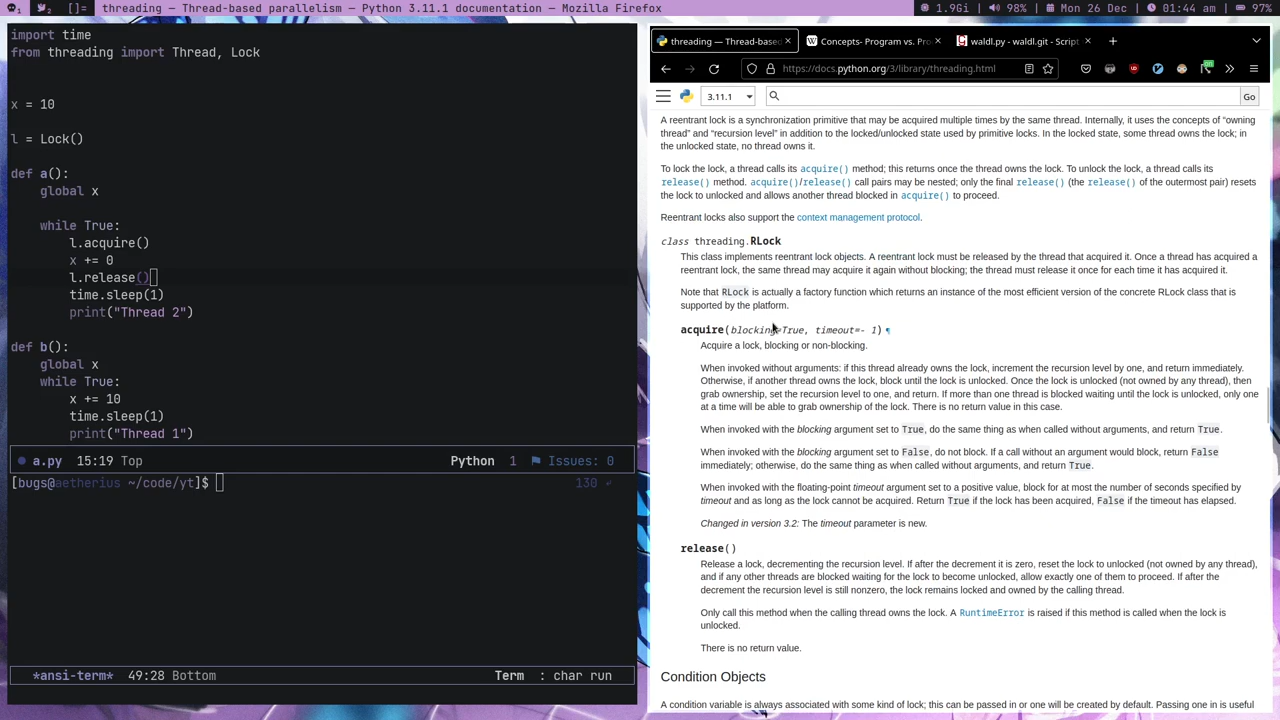 []= threading — Thread-based parallelism — Python 3.11.1 documentation — Mozilla Firefox
1.95%
91%
96%
97%
import time
from threading import Thread, Lock
x = 10
l = Lock()
def a():
global x
while True:
l.acquire()
x += 0
l.release()
time.sleep(1)
print("Thread 2")
def b():
global x
while True:
x += 10
time.sleep(1)
print("Thread 1")
a.py 15:19 Top Python 1 Issues: 0
[bugs@aetherius ~/code/yt]$ 130
*ansi-term* 49:28 Bottom Term : char run
threading — Thread-based
Concepts- Program vs. Pro
waldl.py - waldl.git - Script
https://docs.python.org/3/library/threading.html
3.11.1 Go
A reentrant lock is a synchronization primitive that may be acquired multiple times by the same thread. Internally, it uses the concepts of “owning
thread” and “recursion level” in addition to the locked/unlocked state used by primitive locks. In the locked state, some thread owns the lock; in
the unlocked state, no thread owns it.
To lock the lock, a thread calls its acquire() method; this returns once the thread owns the lock. To unlock the lock, a thread calls its
release() method. acquire()/release() call pairs may be nested; only the final release() (the release() of the outermost pair) resets
the lock to unlocked and allows another thread blocked in acquire() to proceed.
Reentrant locks also support the context management protocol.
class threading.RLock
This class implements reentrant lock objects. A reentrant lock must be released by the thread that acquired it. Once a thread has acquired a
reentrant lock, the same thread may acquire it again without blocking; the thread must release it once for each time it has acquired it.
Note that RLock is actually a factory function which returns an instance of the most efficient version of the concrete RLock class that is
supported by the platform.
acquire(blocking=True, timeout=- 1) ¶
Acquire a lock, blocking or non-blocking.
When invoked without arguments: if this thread already owns the lock, increment the recursion level by one, and return immediately.
Otherwise, if another thread owns the lock, block until the lock is unlocked. Once the lock is unlocked (not owned by any thread), then
grab ownership, set the recursion level to one, and return. If more than one thread is blocked waiting until the lock is unlocked, only one
at a time will be able to grab ownership of the lock. There is no return value in this case.
When invoked with the blocking argument set to True, do the same thing as when called without arguments, and return True.
When invoked with the blocking argument set to False, do not block. If a call without an argument would block, return False
immediately; otherwise, do the same thing as when called without arguments, and return True.
When invoked with the floating-point timeout argument set to a positive value, block for at most the number of seconds specified by
timeout and as long as the lock cannot be acquired. Return True if the lock has been acquired, False if the timeout has elapsed.
Changed in version 3.2: The timeout parameter is new.
release()
Release a lock, decrementing the recursion level. If after the decrement it is zero, reset the lock to unlocked (not owned by any thread),
and if any other threads are blocked waiting for the lock to become unlocked, allow exactly one of them to proceed. If after the
decrement the recursion level is still nonzero, the lock remains locked and owned by the calling thread.
Only call this method when the calling thread owns the lock. A RuntimeError is raised if this method is called when the lock is
unlocked.
There is no return value.
Condition Objects
A condition variable is always associated with some kind of lock; this can be passed in or one will be created by default. Passing one in is useful